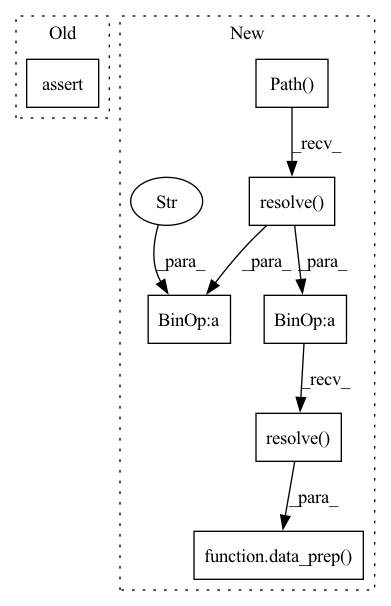 Old
New
assert
Path()
_recv_
Str
resolve()
_para_
_para_
_para_
BinOp:a
BinOp:a
_recv_
resolve()
_para_
function.data_prep()